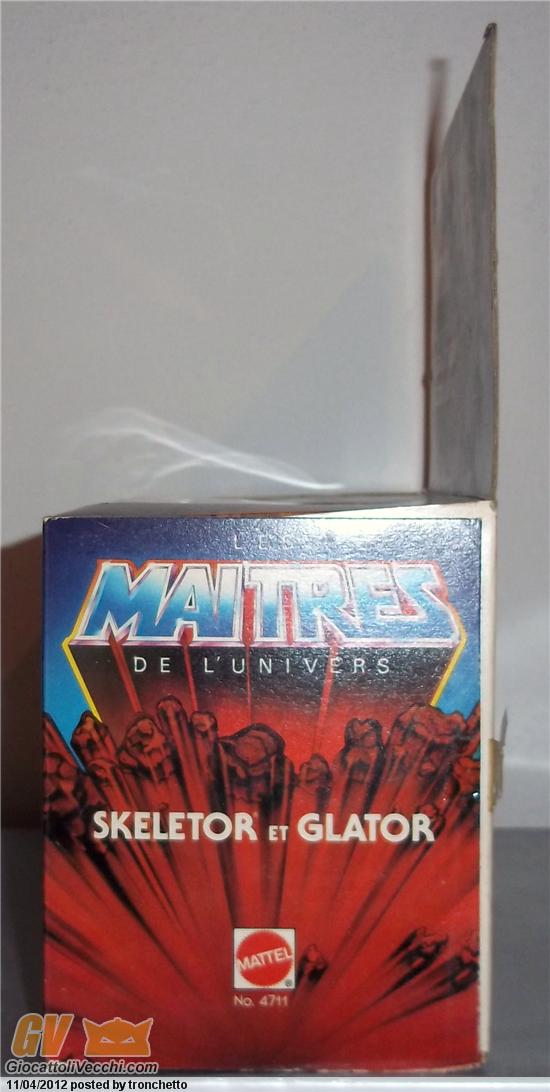 LES
MAITRES
DE L'UNIVERS
SKELETOR ET GLATOR
MATTEL
®
No. 4711
GV
GiocattoliVecchi.com
11/04/2012 posted by tronchetto